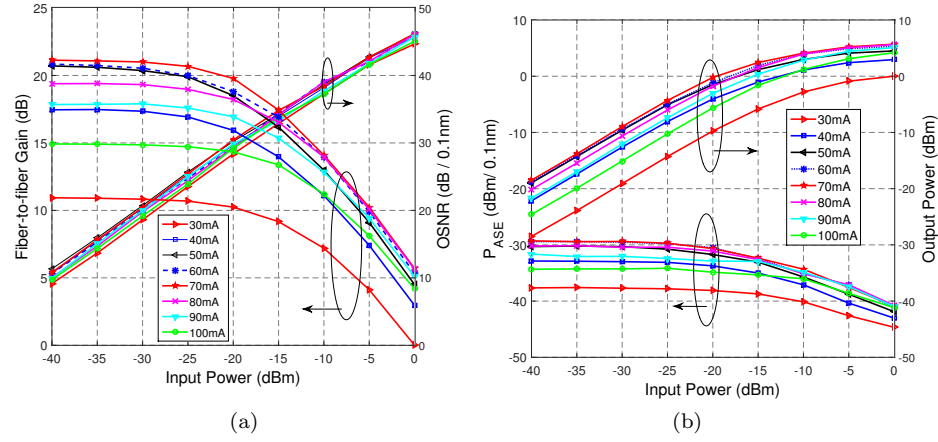 25
20
15
10
5
0
Fiber-to-fiber Gain (dB)
50
40
30
20
10
0
OSNR (dB / 0.1nm)
30mA
40mA
50mA
60mA
70mA
80mA
90mA
100mA
-40 -35 -30 -25 -20 -15 -10 -5 0
Input Power (dBm)
(a)
10
0
-10
-20
-30
-40
-50
P_ASE (dBm/ 0.1nm)
10
0
-10
-20
-30
-40
-50
Output Power (dBm)
30mA
40mA
50mA
60mA
70mA
80mA
90mA
100mA
-40 -35 -30 -25 -20 -15 -10 -5 0
Input Power (dBm)
(b)